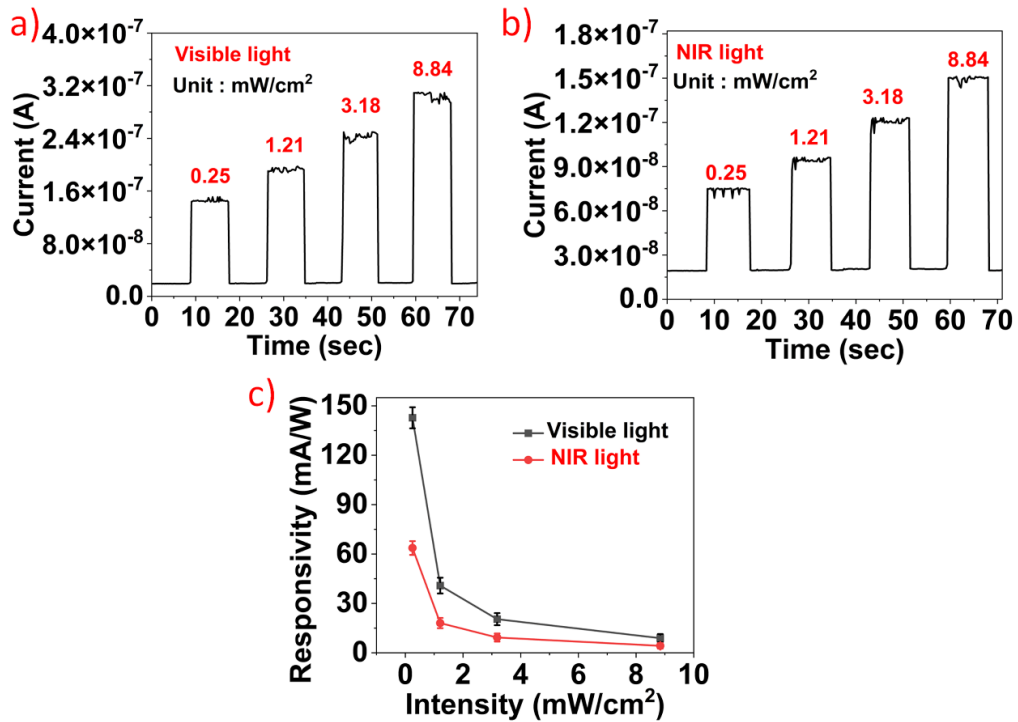 a)
Visible light
Unit : mW/cm²
0.25
1.21
3.18
8.84
Current (A)
4.0×10⁻⁷
3.2×10⁻⁷
2.4×10⁻⁷
1.6×10⁻⁷
8.0×10⁻⁸
0.0
0 10 20 30 40 50 60 70
Time (sec)
b)
NIR light
Unit : mW/cm²
0.25
1.21
3.18
8.84
Current (A)
1.8×10⁻⁷
1.5×10⁻⁷
1.2×10⁻⁷
9.0×10⁻⁸
6.0×10⁻⁸
3.0×10⁻⁸
0.0
0 10 20 30 40 50 60 70
Time (sec)
c)
Visible light
NIR light
Responsivity (mA/W)
150
120
90
60
30
0
0 2 4 6 8 10
Intensity (mW/cm²)